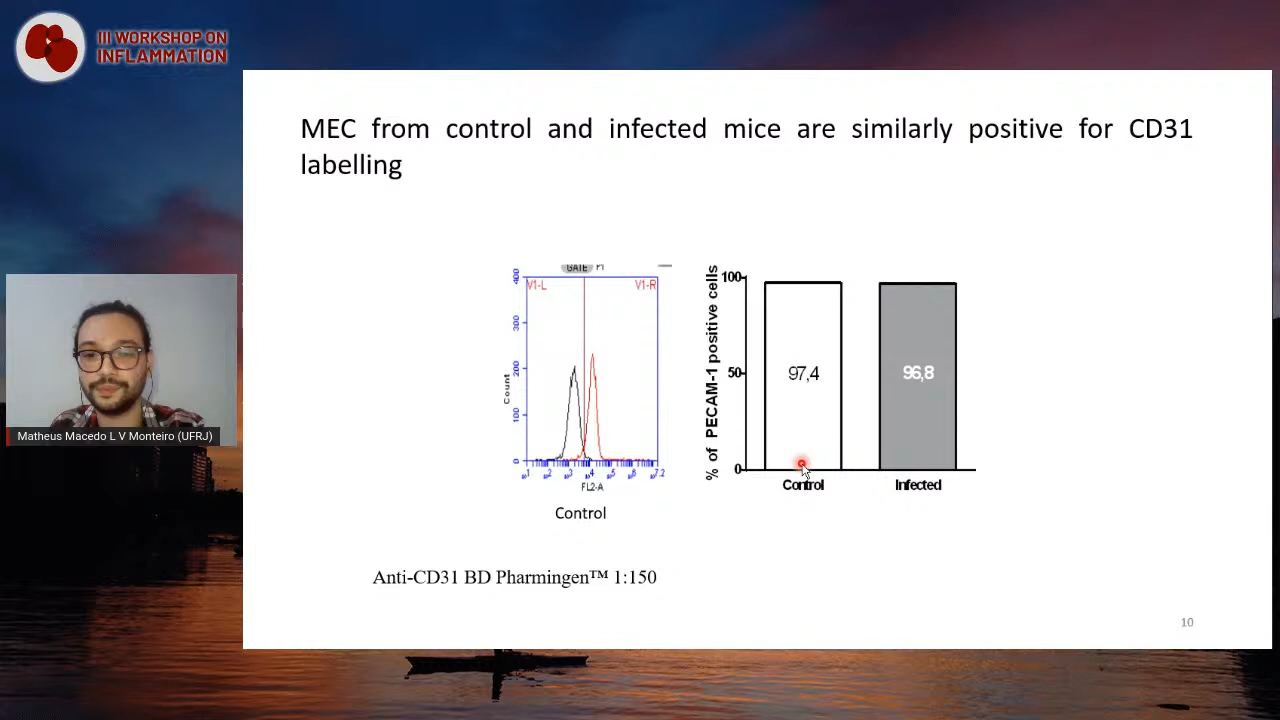 III WORKSHOP ON
INFLAMMATION
MEC from control and infected mice are similarly positive for CD31
labelling
GATE P1
V1-L V1-R
400
300
200
100
0
Count
FL2-A
Control
% of PECAM-1 positive cells
100
50
0
97,4
96,8
Control Infected
Anti-CD31 BD Pharmingen™ 1:150
10
Matheus Macedo L V Monteiro (UFRJ)